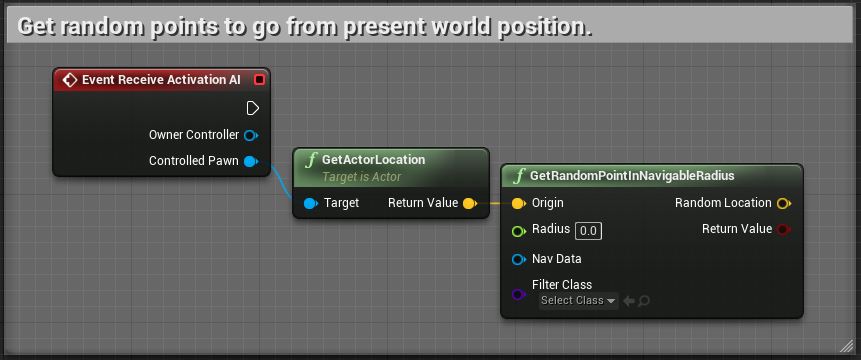 Get random points to go from present world position.
Event Receive Activation AI
Owner Controller
Controlled Pawn
f GetActorLocation
Target is Actor
Target Return Value
f GetRandomPointInNavigableRadius
Origin Random Location
Radius 0.0 Return Value
Nav Data
Filter Class
Select Class